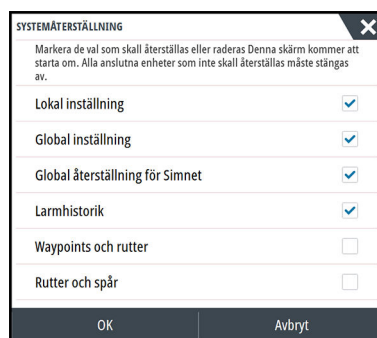 SYSTEMÅTERSTÄLLNING
Markera de val som skall återställas eller raderas Denna skärm kommer att
starta om. Alla anslutna enheter som inte skall återställas måste stängas
av.
Lokal inställning
Global inställning
Global återställning för Simnet
Larmhistorik
Waypoints och rutter
Rutter och spår
OK
Avbryt